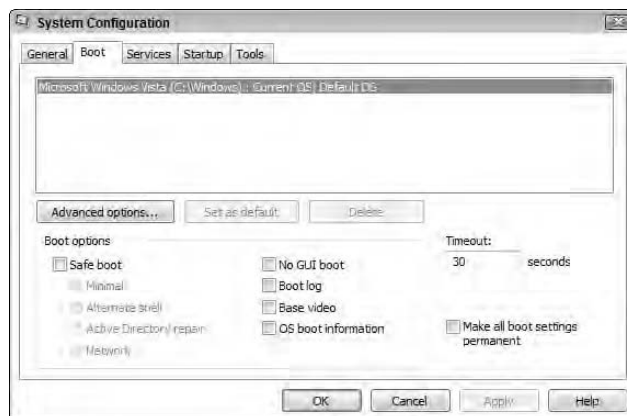 System Configuration
General Boot Services Startup Tools
Microsoft Windows Vista (C:\Windows) : Current OS; Default OS
Advanced options... Set as default Delete
Boot options
Timeout:
Safe boot
No GUI boot
30 seconds
Minimal
Boot log
Alternate shell
Base video
Active Directory repair
OS boot information
Make all boot settings
permanent
Network
OK Cancel Apply Help